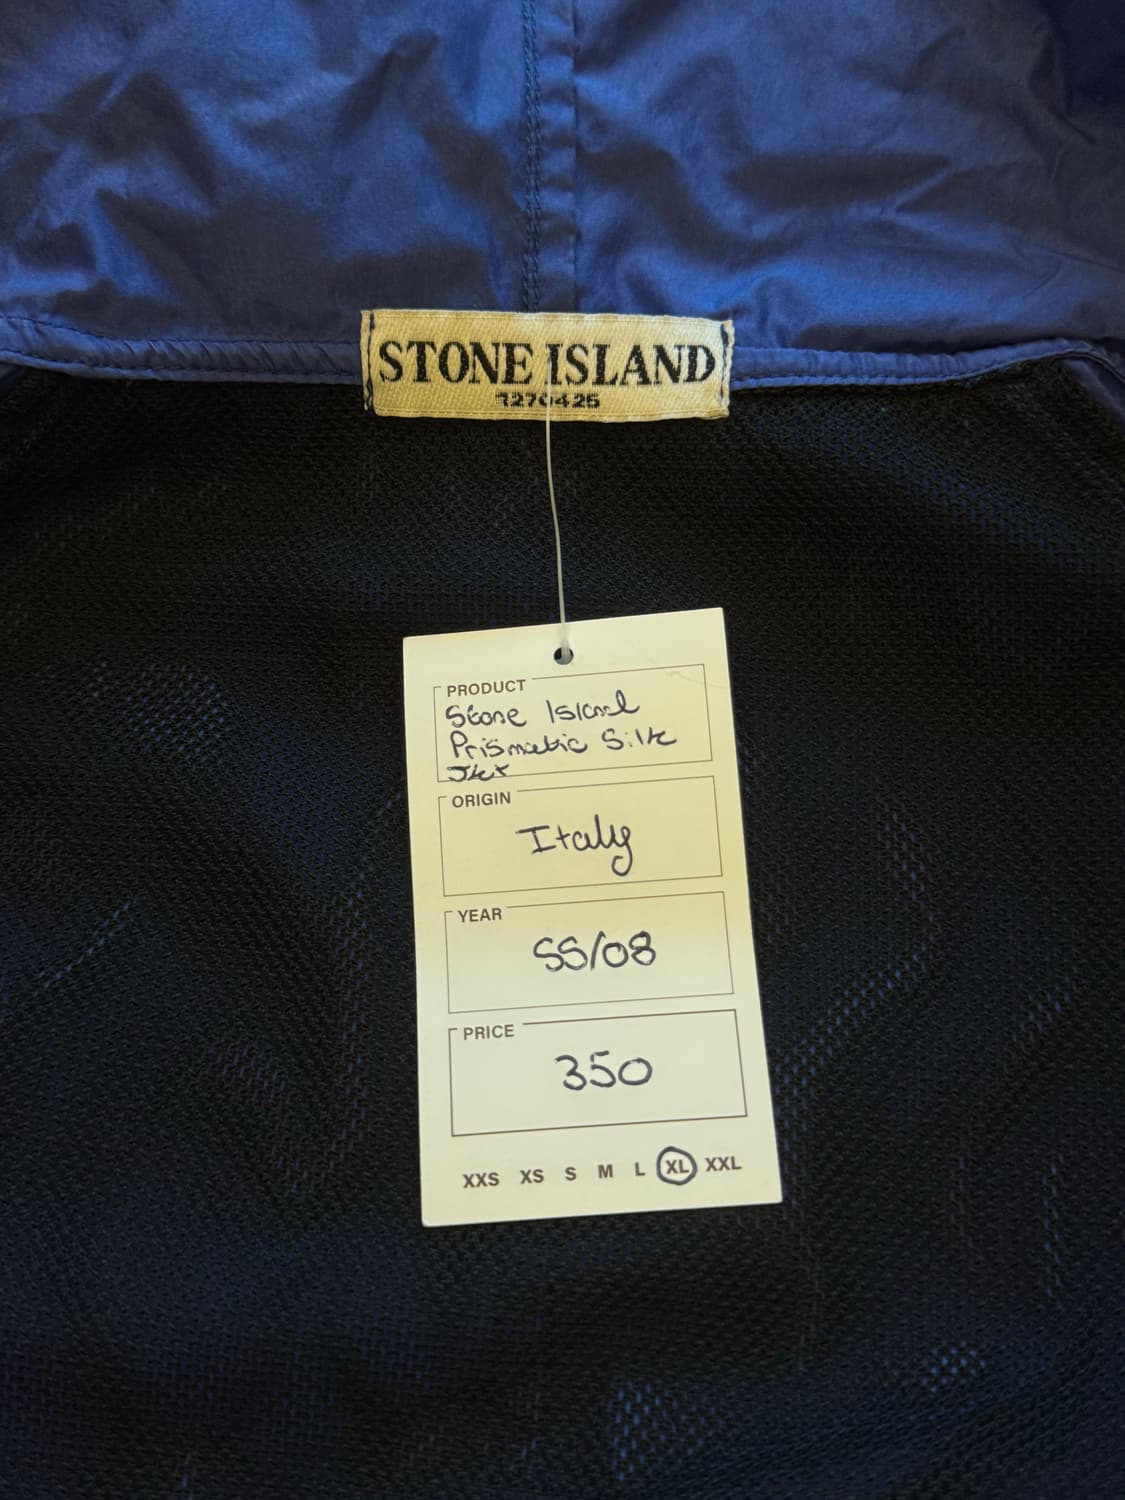 STONE ISLAND
1270425
PRODUCT
Stone Island
Prismatic Silk
Jkt
ORIGIN
Italy
YEAR
SS/08
PRICE
350
XXS XS S M L XL XXL